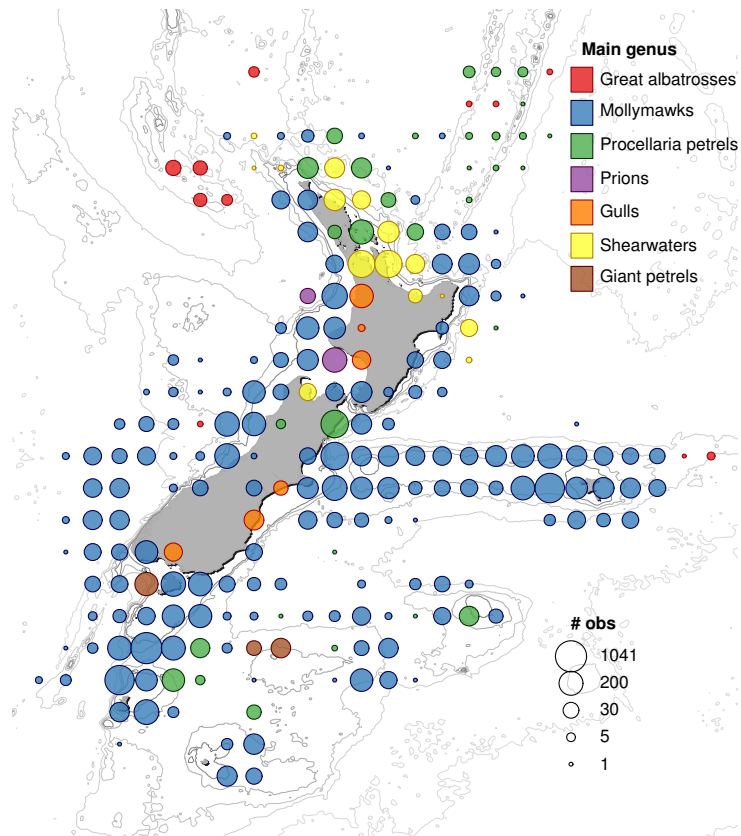 Main genus
Great albatrosses
Mollymawks
Procellaria petrels
Prions
Gulls
Shearwaters
Giant petrels
# obs
1041
200
30
5
1